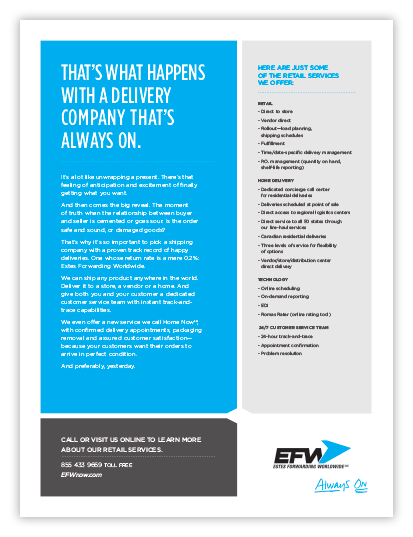 THAT'S WHAT HAPPENS
WITH A DELIVERY
COMPANY THAT'S
ALWAYS ON.
It's a lot like unwrapping a present. There's that
feeling of anticipation and excitement of finally
getting what you want.
And then comes the big reveal. The moment
of truth when the relationship between buyer
and seller is cemented or goes sour. Is the order
safe and sound, or damaged goods?
That's why it's so important to pick a shipping
company with a proven track record of happy
deliveries. One whose return rate is a mere 0.2%:
Estes Forwarding Worldwide.
We can ship any product anywhere in the world.
Deliver it to a store, a vendor or a home. And
give both you and your customer a dedicated
customer service team with instant track-and-
trace capabilities.
We even offer a new service we call Home Now℠,
with confirmed delivery appointments, packaging
removal and assured customer satisfaction—
because your customers want their orders to
arrive in perfect condition.
And preferably, yesterday.
HERE ARE JUST SOME
OF THE RETAIL SERVICES
WE OFFER:
RETAIL
• Direct to store
• Vendor direct
• Rollout—load planning,
shipping schedules
• Fulfillment
• Time/date-specific delivery management
• P.O. management (quantity on hand,
shelf-life reporting)
HOME DELIVERY
• Dedicated concierge call center
for residential deliveries
• Deliveries scheduled at point of sale
• Direct access to regional logistics centers
• Direct service to all 50 states through
our line-haul services
• Canadian residential deliveries
• Three levels of service for flexibility
of options
• Vendor/store/distribution center
direct delivery
TECHNOLOGY
• Online scheduling
• On-demand reporting
• EDI
• Romeo Rater (online rating tool)
24/7 CUSTOMER SERVICE TEAM
• 24-hour track-and-trace
• Appointment confirmation
• Problem resolution
CALL OR VISIT US ONLINE TO LEARN MORE
ABOUT OUR RETAIL SERVICES.
855 433 9669 TOLL FREE
EFWnow.com
EFW
ESTES FORWARDING WORLDWIDE
Always On